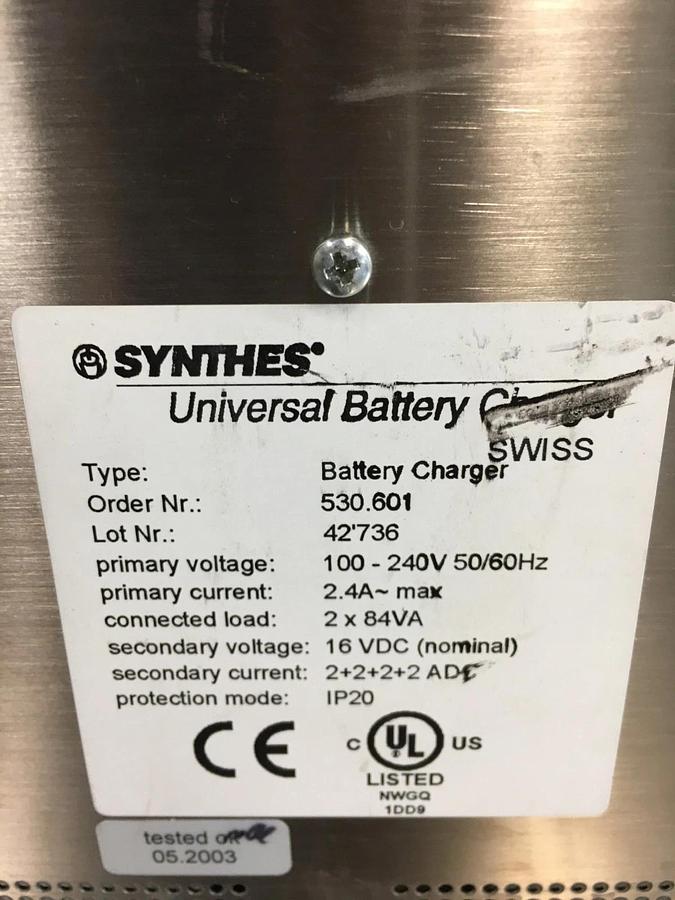 SYNTHES
Universal Battery Charger
SWISS
Type: Battery Charger
Order Nr.: 530.601
Lot Nr.: 42'736
primary voltage: 100 - 240V 50/60Hz
primary current: 2.4A~ max
connected load: 2 x 84VA
secondary voltage: 16 VDC (nominal)
secondary current: 2+2+2+2 ADC
protection mode: IP20
CE C UL US
LISTED
NWGQ
1DD9
tested
05.2003